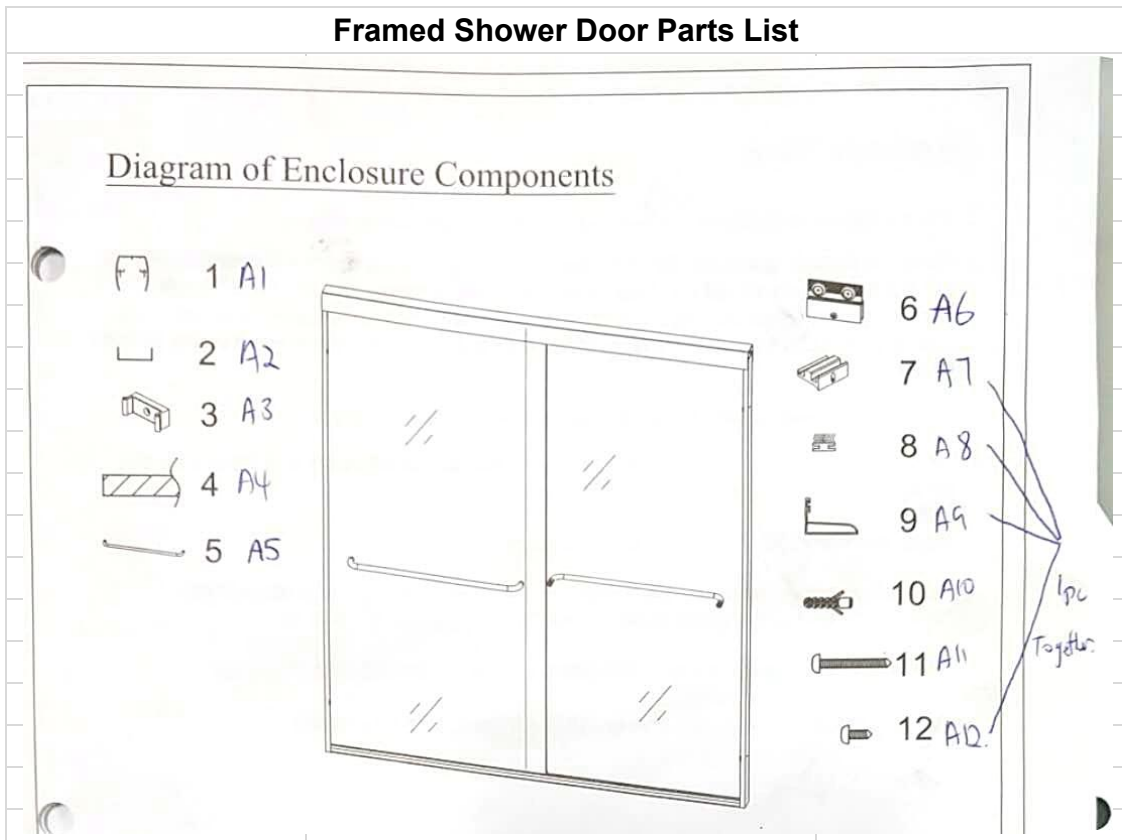 Framed Shower Door Parts List
Diagram of Enclosure Components
1 A1
2 A2
3 A3
4 A4
5 A5
6 A6
7 A7
8 A8
9 A9
10 A10
11 A11
12 A12.
1pc
Together.